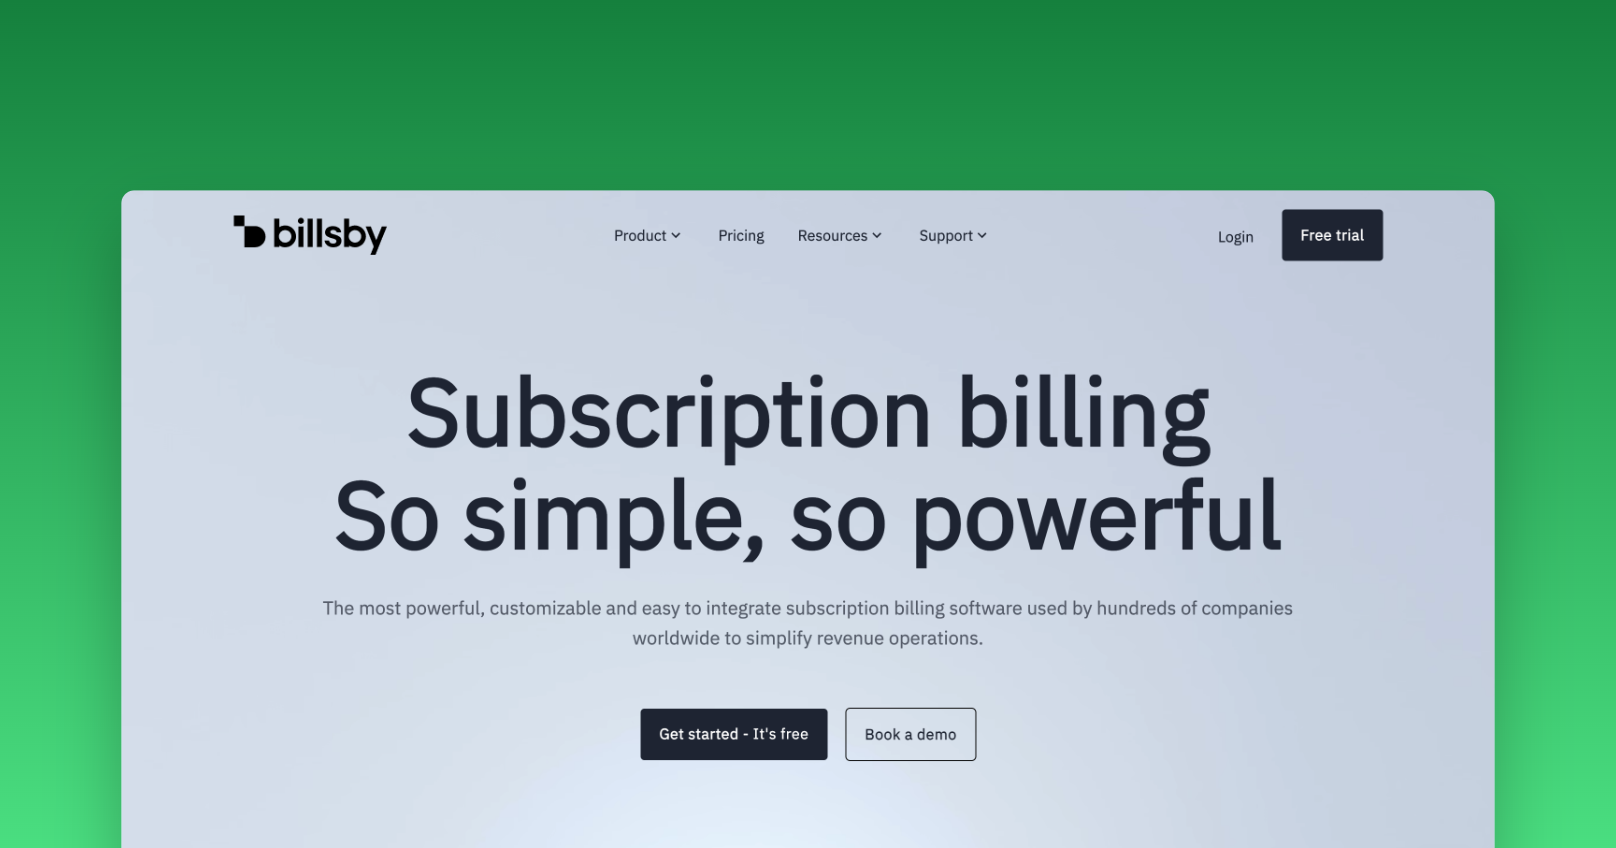 billsby
Product
Pricing
Resources
Support
Login
Free trial
Subscription billing
So simple, so powerful
The most powerful, customizable and easy to integrate subscription billing software used by hundreds of companies
worldwide to simplify revenue operations.
Get started - It's free
Book a demo